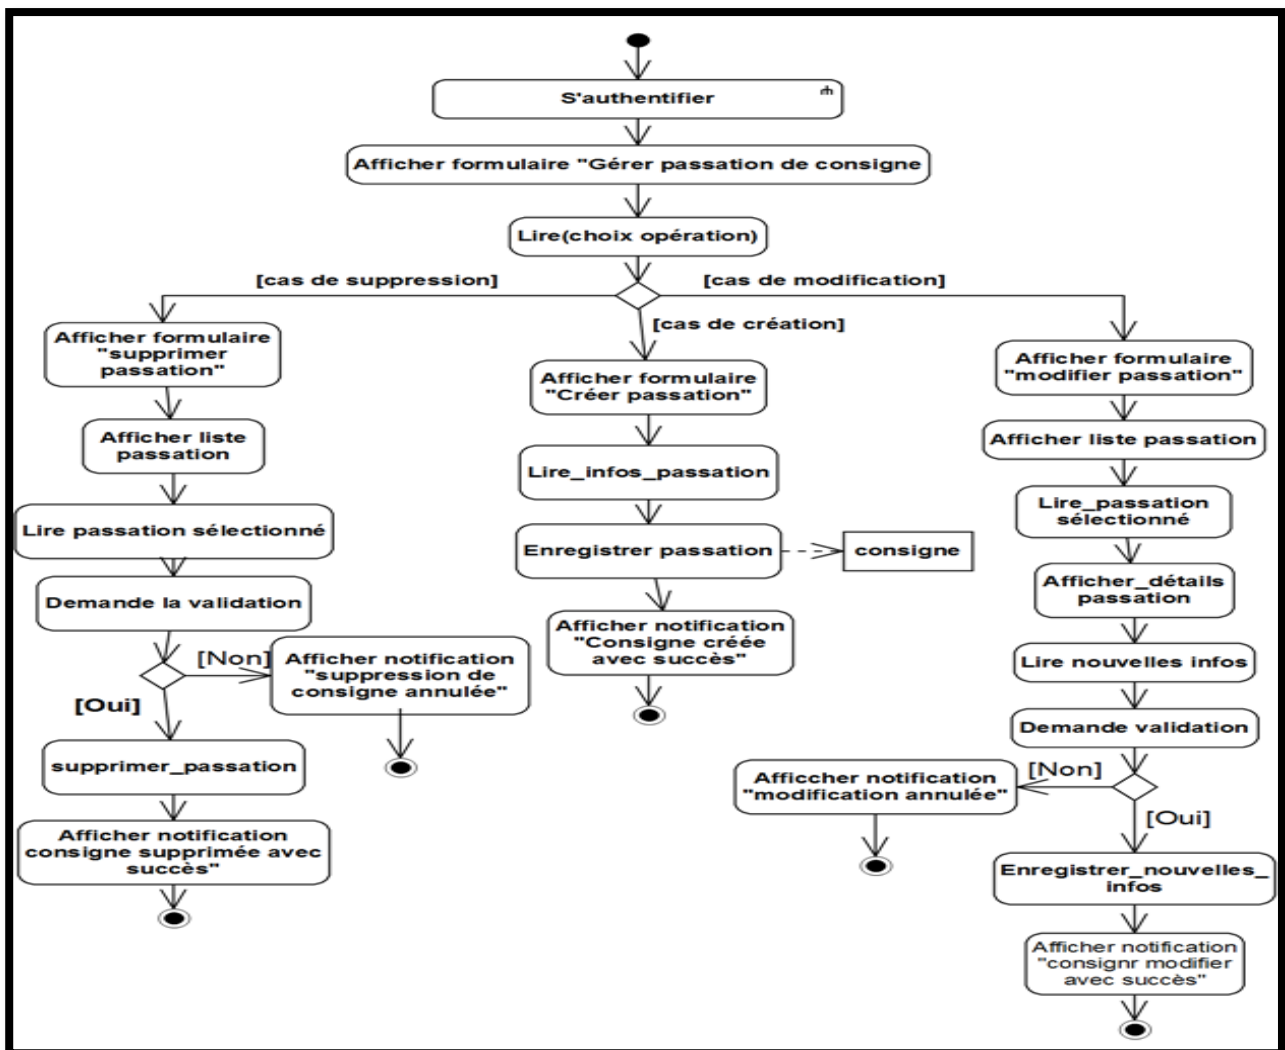 S'authentifier
Afficher formulaire "Gérer passation de consigne
Lire(choix opération)
[cas de suppression]
[cas de modification]
[cas de création]
Afficher formulaire
"supprimer
passation"
Afficher liste
passation
Lire passation sélectionné
Demande la validation
[Non]
Afficher notification
"suppression de
consigne annulée"
[Oui]
supprimer_passation
Afficher notification
consigne supprimée avec
succès"
Afficher formulaire
"Créer passation"
Lire_infos_passation
Enregistrer passation
consigne
Afficher notification
"Consigne créée
avec succès"
Afficher formulaire
"modifier passation"
Afficher liste passation
Lire_passation
sélectionné
Afficher_détails
passation
Lire nouvelles infos
Demande validation
[Non]
Afficcher notification
"modification annulée"
[Oui]
Enregistrer_nouvelles_
infos
Afficher notification
"consignr modifier
avec succès"